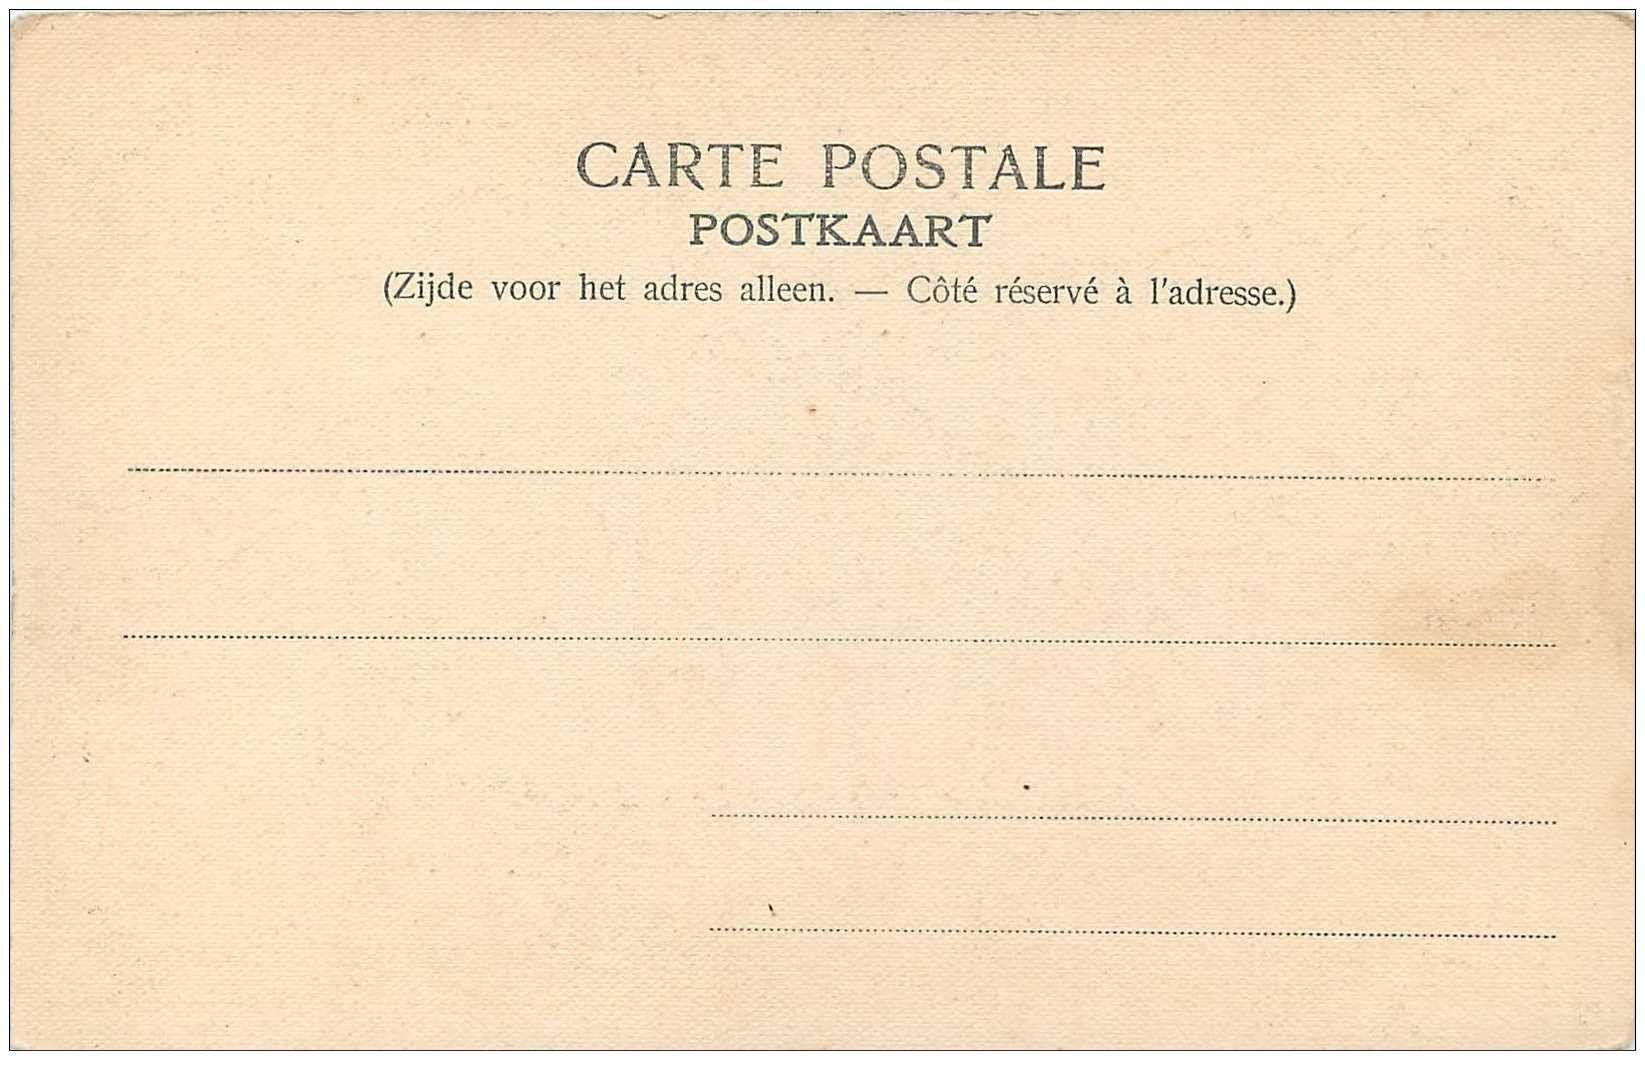 CARTE POSTALE
POSTKAART
(Zijde voor het adres alleen. — Côté réservé à l'adresse.)